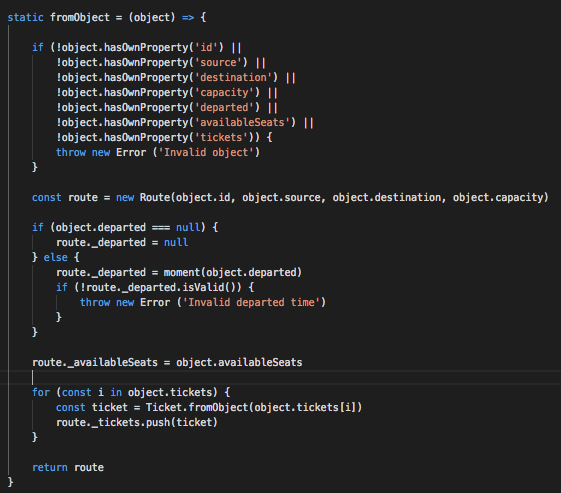 static fromObject = (object) => {
if (!object.hasOwnProperty('id') ||
!object.hasOwnProperty('source') ||
!object.hasOwnProperty('destination') ||
!object.hasOwnProperty('capacity') ||
!object.hasOwnProperty('departed') ||
!object.hasOwnProperty('availableSeats') ||
!object.hasOwnProperty('tickets')) {
throw new Error ('Invalid object')
}
const route = new Route(object.id, object.source, object.destination, object.capacity)
if (object.departed === null) {
route._departed = null
} else {
route._departed = moment(object.departed)
if (!route._departed.isValid()) {
throw new Error ('Invalid departed time')
}
}
route._availableSeats = object.availableSeats
for (const i in object.tickets) {
const ticket = Ticket.fromObject(object.tickets[i])
route._tickets.push(ticket)
}
return route
}